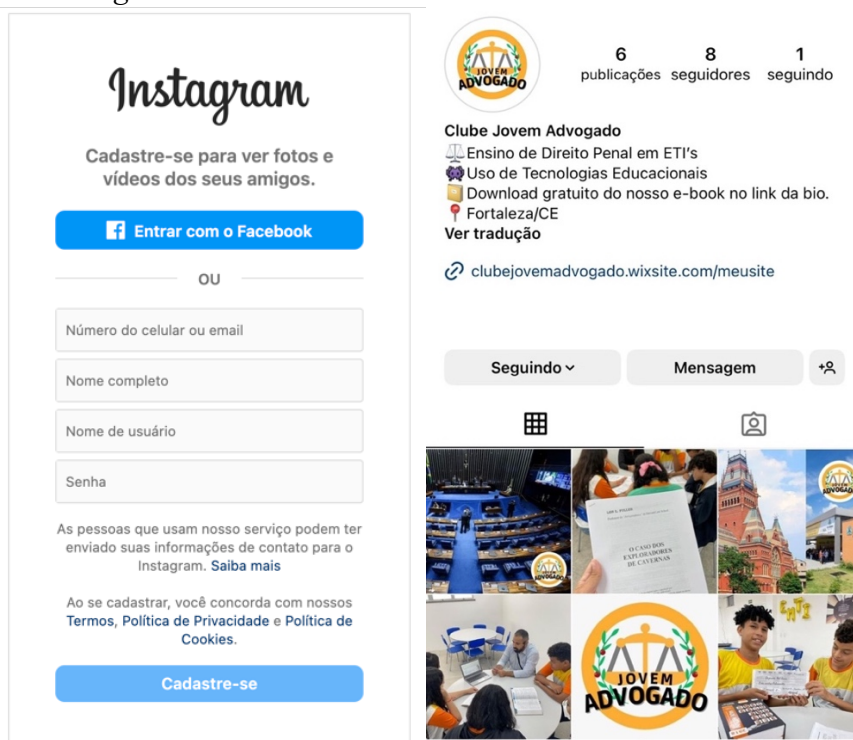 Instagram
Cadastre-se para ver fotos e
vídeos dos seus amigos.
Entrar com o Facebook
OU
Número do celular ou email
Nome completo
Nome de usuário
Senha
As pessoas que usam nosso serviço podem ter
enviado suas informações de contato para o
Instagram. Saiba mais
Ao se cadastrar, você concorda com nossos
Termos, Política de Privacidade e Política de
Cookies.
Cadastre-se
JOVEM
ADVOGADO
6 8 1
publicações seguidores seguindo
Clube Jovem Advogado
Ensino de Direito Penal em ETI's
Uso de Tecnologias Educacionais
Download gratuito do nosso e-book no link da bio.
Fortaleza/CE
Ver tradução
clubejovemadvogado.wixsite.com/meusite
Seguindo
Mensagem
JOVEM
ADVOGADO
O CASO DOS
EXPLORADORES
DE CAVERNAS
JOVEM
JOVEM
ADVOGADO